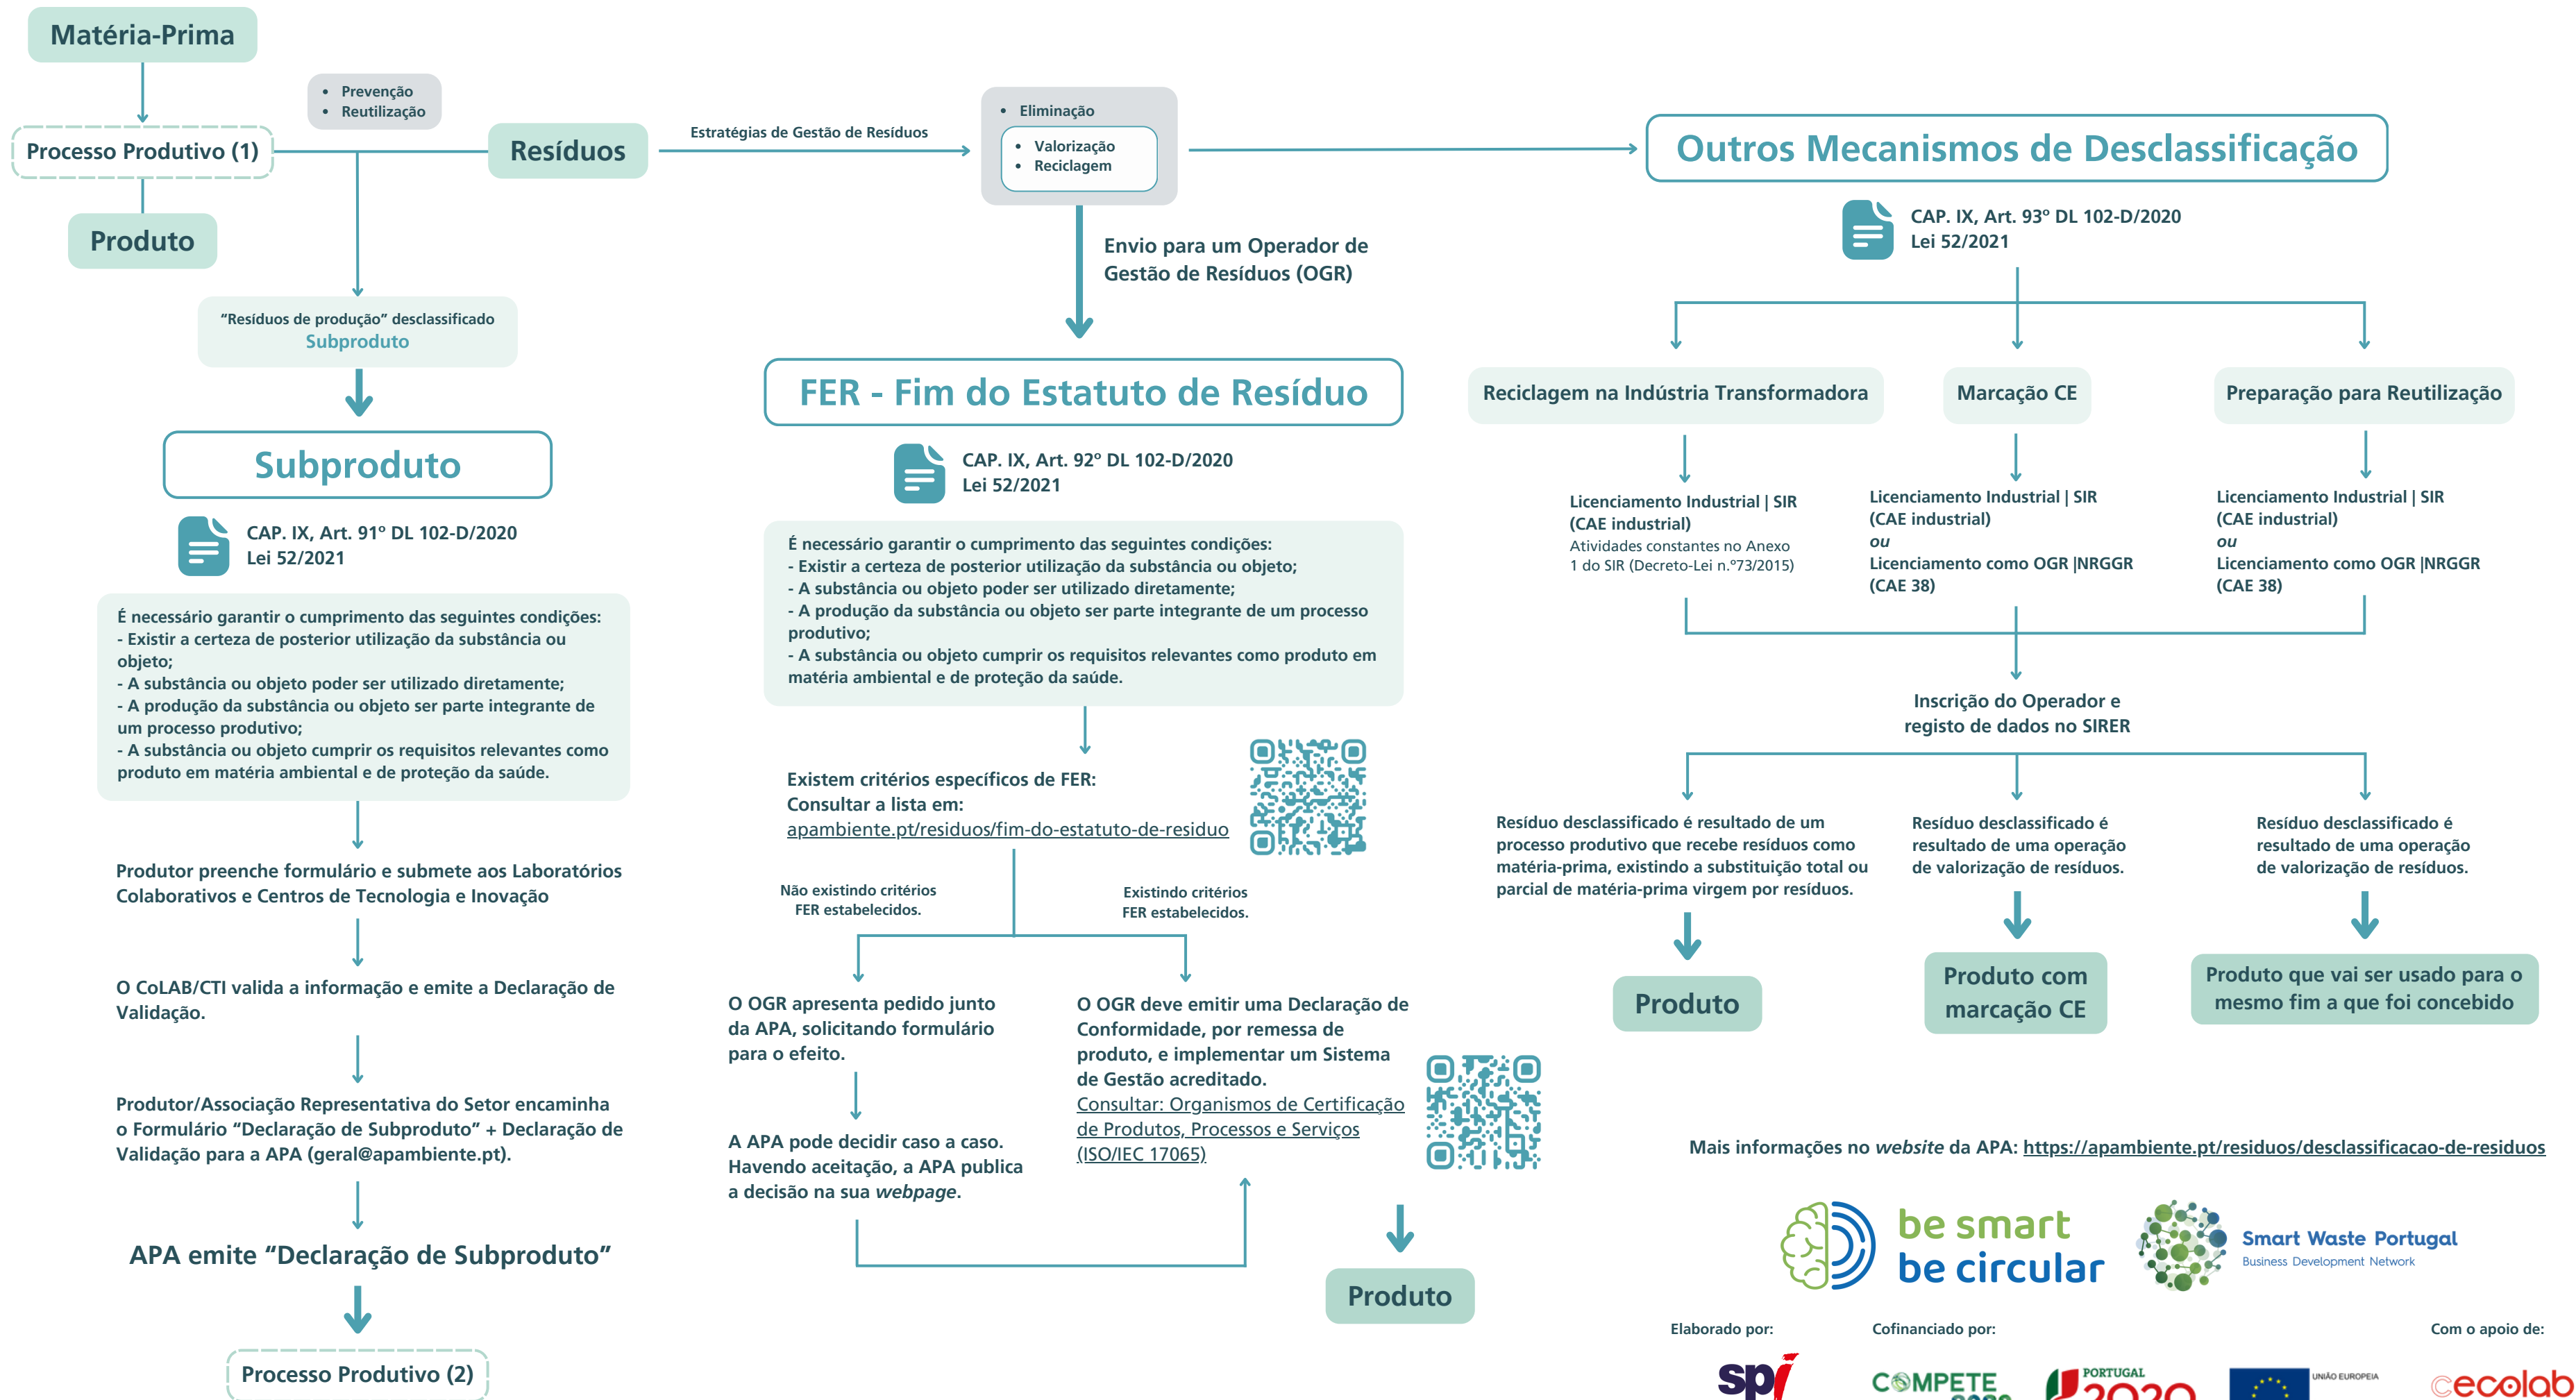 Matéria-Prima
Processo Produtivo (1)
Produto
• Prevenção
• Reutilização
Resíduos
Estratégias de Gestão de Resíduos
• Eliminação
• Valorização
• Reciclagem
Envio para um Operador de
Gestão de Resíduos (OGR)
“Resíduos de produção” desclassificado
Subproduto
Subproduto
CAP. IX, Art. 91º DL 102-D/2020
Lei 52/2021
É necessário garantir o cumprimento das seguintes condições:
- Existir a certeza de posterior utilização da substância ou
objeto;
- A substância ou objeto poder ser utilizado diretamente;
- A produção da substância ou objeto ser parte integrante de
um processo produtivo;
- A substância ou objeto cumprir os requisitos relevantes como
produto em matéria ambiental e de proteção da saúde.
Produtor preenche formulário e submete aos Laboratórios
Colaborativos e Centros de Tecnologia e Inovação
O CoLAB/CTI valida a informação e emite a Declaração de
Validação.
Produtor/Associação Representativa do Setor encaminha
o Formulário “Declaração de Subproduto” + Declaração de
Validação para a APA (geral@apambiente.pt).
APA emite “Declaração de Subproduto”
Processo Produtivo (2)
FER - Fim do Estatuto de Resíduo
CAP. IX, Art. 92º DL 102-D/2020
Lei 52/2021
É necessário garantir o cumprimento das seguintes condições:
- Existir a certeza de posterior utilização da substância ou objeto;
- A substância ou objeto poder ser utilizado diretamente;
- A produção da substância ou objeto ser parte integrante de um processo
produtivo;
- A substância ou objeto cumprir os requisitos relevantes como produto em
matéria ambiental e de proteção da saúde.
Existem critérios específicos de FER:
Consultar a lista em:
apambiente.pt/residuos/fim-do-estatuto-de-residuo
Não existindo critérios
FER estabelecidos.
Existindo critérios
FER estabelecidos.
O OGR apresenta pedido junto
da APA, solicitando formulário
para o efeito.
A APA pode decidir caso a caso.
Havendo aceitação, a APA publica
a decisão na sua webpage.
O OGR deve emitir uma Declaração de
Conformidade, por remessa de
produto, e implementar um Sistema
de Gestão acreditado.
Consultar: Organismos de Certificação
de Produtos, Processos e Serviços
(ISO/IEC 17065)
Produto
Outros Mecanismos de Desclassificação
CAP. IX, Art. 93º DL 102-D/2020
Lei 52/2021
Reciclagem na Indústria Transformadora
Marcação CE
Preparação para Reutilização
Licenciamento Industrial | SIR
(CAE industrial)
Atividades constantes no Anexo
1 do SIR (Decreto-Lei n.º73/2015)
Licenciamento Industrial | SIR
(CAE industrial)
ou
Licenciamento como OGR |NRGGR
(CAE 38)
Licenciamento Industrial | SIR
(CAE industrial)
ou
Licenciamento como OGR |NRGGR
(CAE 38)
Inscrição do Operador e
registo de dados no SIRER
Resíduo desclassificado é resultado de um
processo produtivo que recebe resíduos como
matéria-prima, existindo a substituição total ou
parcial de matéria-prima virgem por resíduos.
Resíduo desclassificado é
resultado de uma operação
de valorização de resíduos.
Resíduo desclassificado é
resultado de uma operação
de valorização de resíduos.
Produto
Produto com
marcação CE
Produto que vai ser usado para o
mesmo fim a que foi concebido
Mais informações no website da APA: https://apambiente.pt/residuos/desclassificacao-de-residuos
be smart
be circular
Smart Waste Portugal
Business Development Network
Elaborado por:
Cofinanciado por:
Com o apoio de:
spi
COMPETE
2020
PORTUGAL
2020
UNIÃO EUROPEIA
cecolab